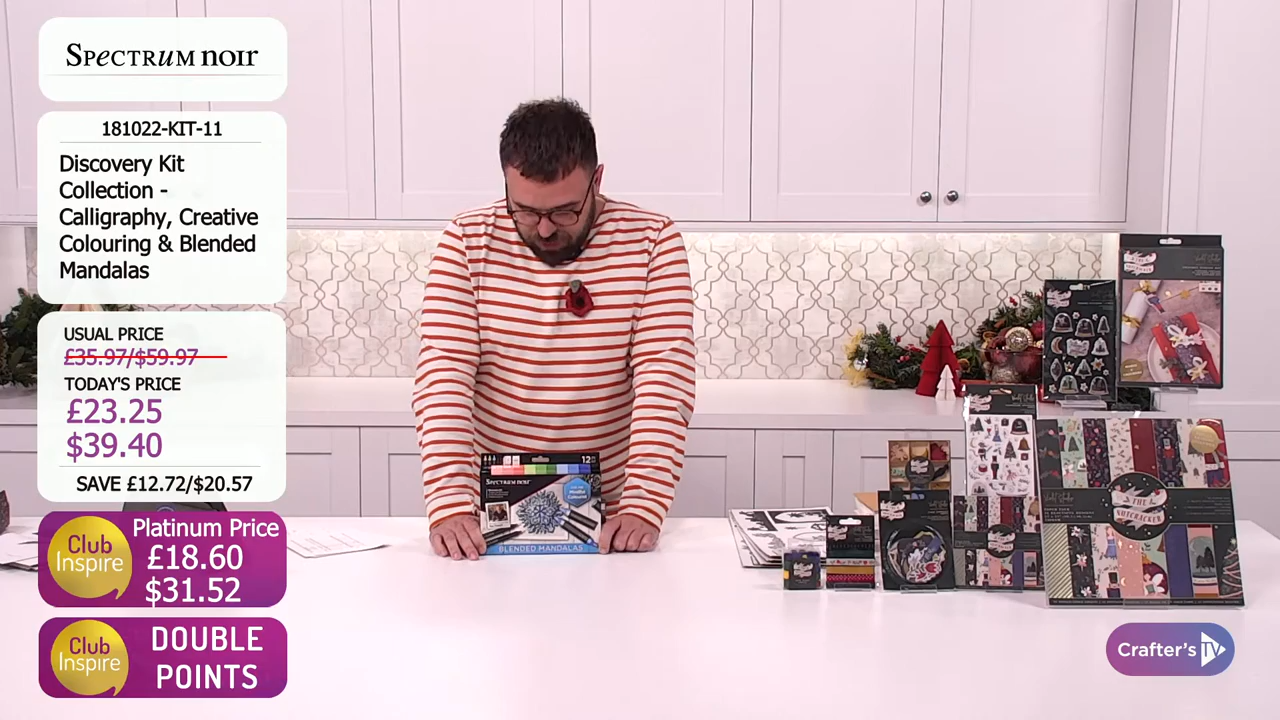 SPECTRUM NOIR
181022-KIT-11
Discovery Kit
Collection -
Calligraphy, Creative
Colouring & Blended
Mandalas
USUAL PRICE
£35.97/$59.97
TODAY'S PRICE
£23.25
$39.40
SAVE £12.72/$20.57
Club
Inspire
Platinum Price
£18.60
$31.52
Club
Inspire
DOUBLE
POINTS
12
SPECTRUM NOIR
Mindful
BLENDED MANDALAS
THE
NUTCRACKER
Crafter's TV